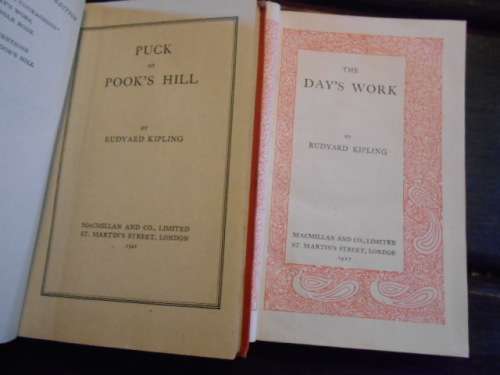 PUCK
OF
POOK'S HILL
BY
RUDYARD KIPLING
MACMILLAN AND CO., LIMITED
ST. MARTIN'S STREET, LONDON
THE
DAY'S WORK
BY
RUDYARD KIPLING
MACMILLAN AND CO., LIMITED
ST. MARTIN'S STREET, LONDON
1927